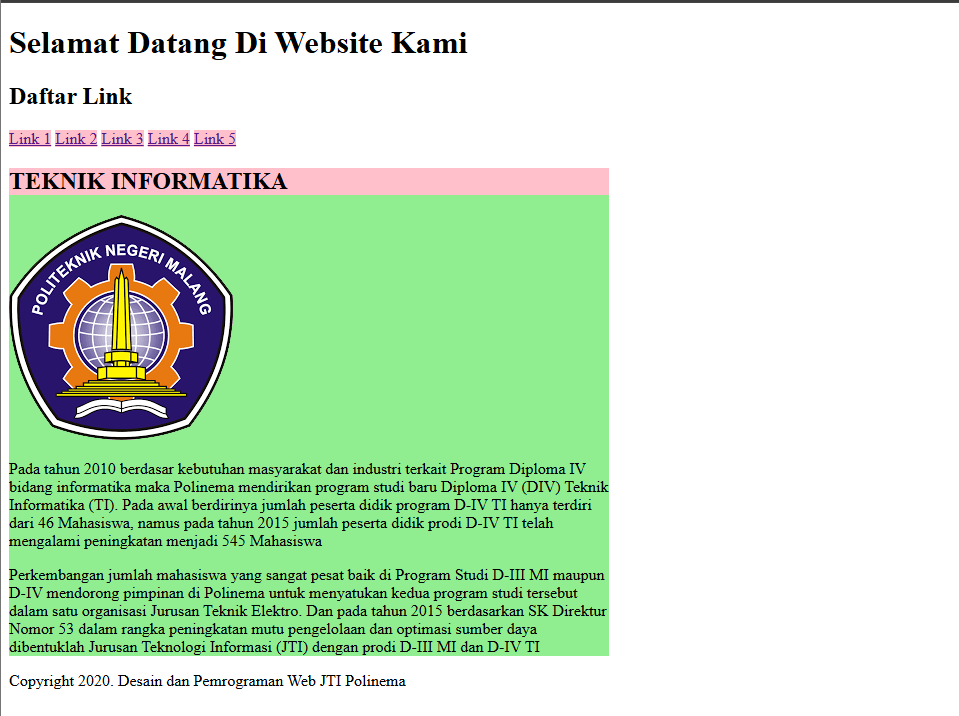 Selamat Datang Di Website Kami
Daftar Link
Link 1 Link 2 Link 3 Link 4 Link 5
TEKNIK INFORMATIKA
POLITEKNIK NEGERI MALANG
Pada tahun 2010 berdasar kebutuhan masyarakat dan industri terkait Program Diploma IV
bidang informatika maka Polinema mendirikan program studi baru Diploma IV (DIV) Teknik
Informatika (TI). Pada awal berdirinya jumlah peserta didik program D-IV TI hanya terdiri
dari 46 Mahasiswa, namus pada tahun 2015 jumlah peserta didik prodi D-IV TI telah
mengalami peningkatan menjadi 545 Mahasiswa
Perkembangan jumlah mahasiswa yang sangat pesat baik di Program Studi D-III MI maupun
D-IV mendorong pimpinan di Polinema untuk menyatukan kedua program studi tersebut
dalam satu organisasi Jurusan Teknik Elektro. Dan pada tahun 2015 berdasarkan SK Direktur
Nomor 53 dalam rangka peningkatan mutu pengelolaan dan optimasi sumber daya
dibentuklah Jurusan Teknologi Informasi (JTI) dengan prodi D-III MI dan D-IV TI
Copyright 2020. Desain dan Pemrograman Web JTI Polinema